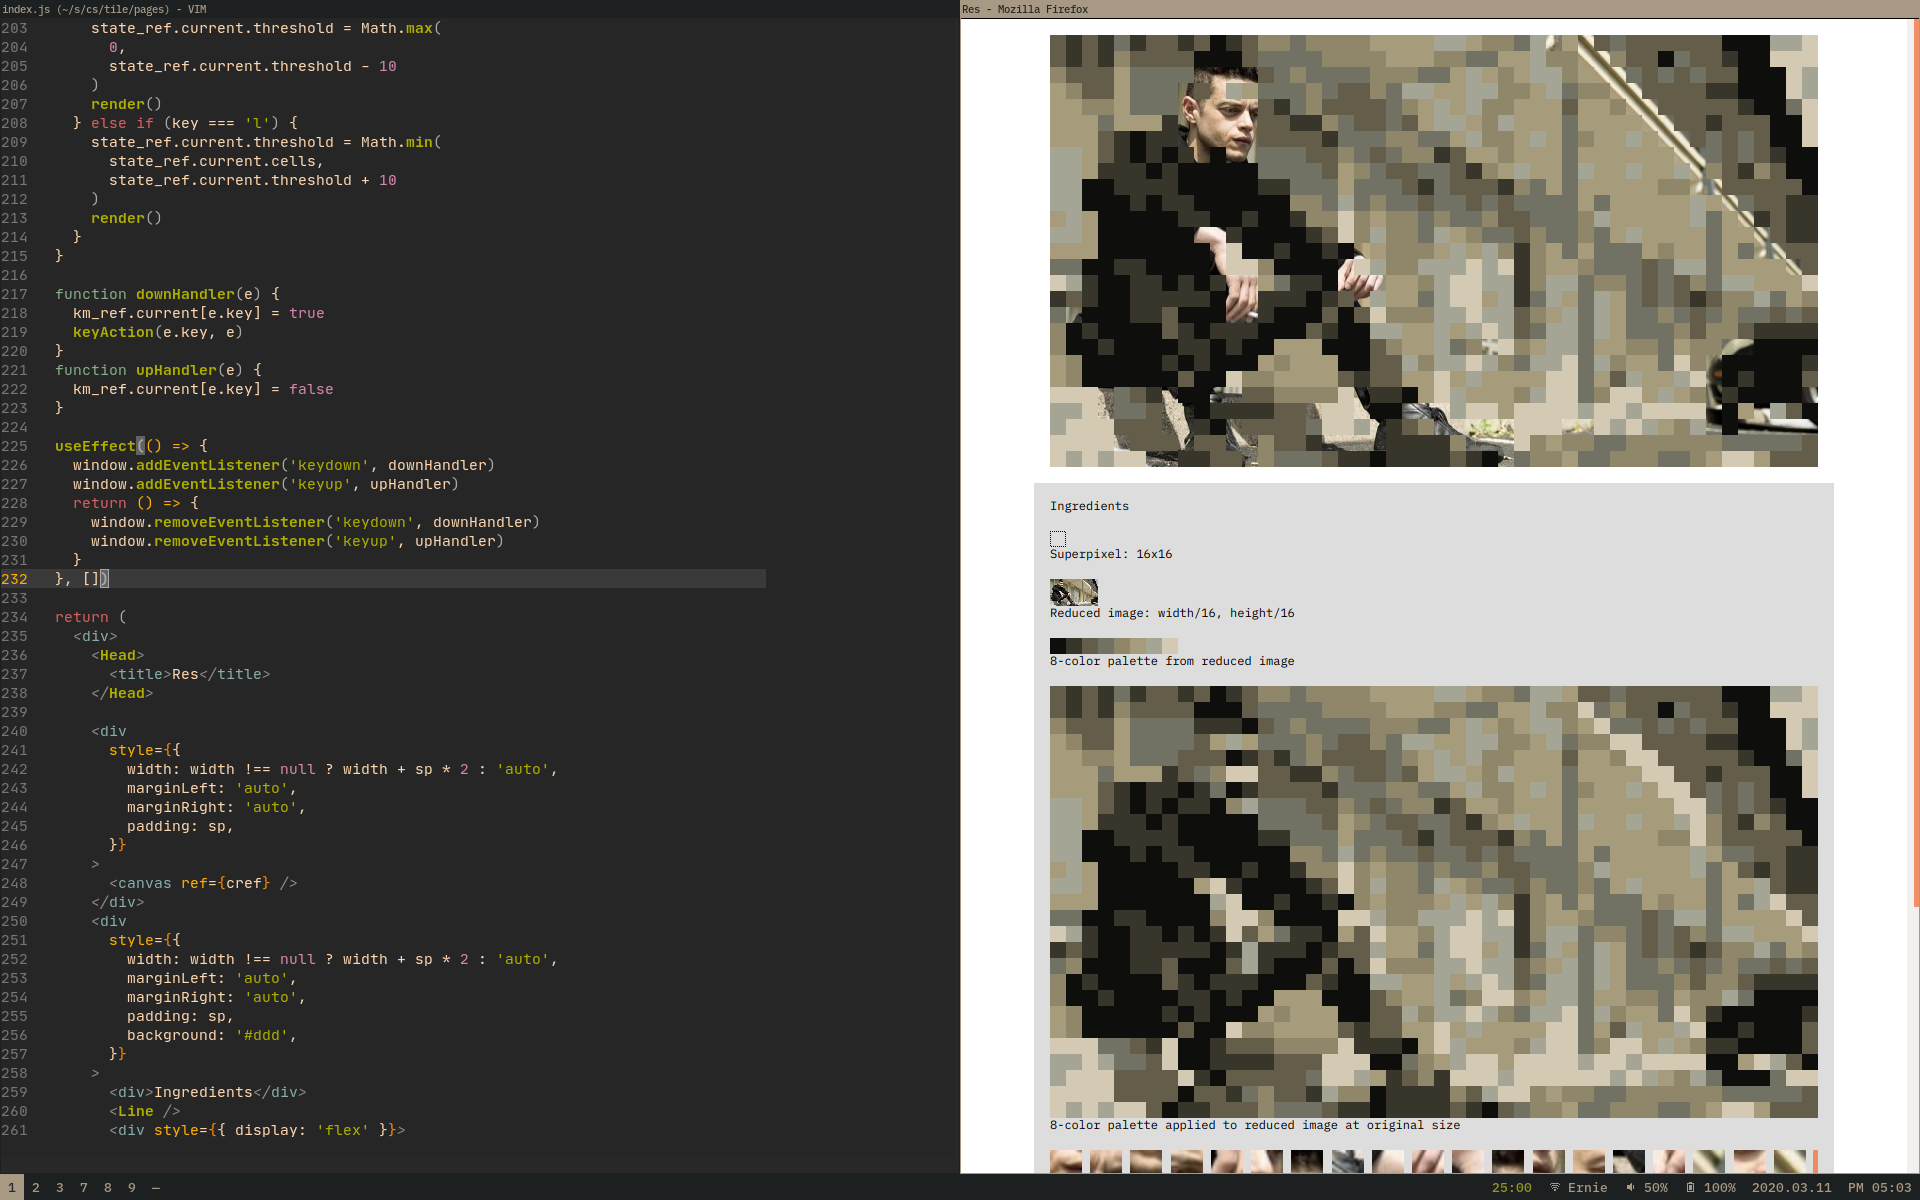 index.js (~/s/cs/tile/pages) - VIM
203 state_ref.current.threshold = Math.max(
204 0,
205 state_ref.current.threshold - 10
206 )
207 render()
208 } else if (key === 'l') {
209 state_ref.current.threshold = Math.min(
210 state_ref.current.cells,
211 state_ref.current.threshold + 10
212 )
213 render()
214 }
215 }
216
217 function downHandler(e) {
218 km_ref.current[e.key] = true
219 keyAction(e.key, e)
220 }
221 function upHandler(e) {
222 km_ref.current[e.key] = false
223 }
224
225 useEffect(() => {
226 window.addEventListener('keydown', downHandler)
227 window.addEventListener('keyup', upHandler)
228 return () => {
229 window.removeEventListener('keydown', downHandler)
230 window.removeEventListener('keyup', upHandler)
231 }
232 }, [])
233
234 return (
235 <div>
236 <Head>
237 <title>Res</title>
238 </Head>
239
240 <div
241 style={{
242 width: width !== null ? width + sp * 2 : 'auto',
243 marginLeft: 'auto',
244 marginRight: 'auto',
245 padding: sp,
246 }}
247 >
248 <canvas ref={cref} />
249 </div>
250 <div
251 style={{
252 width: width !== null ? width + sp * 2 : 'auto',
253 marginLeft: 'auto',
254 marginRight: 'auto',
255 padding: sp,
256 background: '#ddd',
257 }}
258 >
259 <div>Ingredients</div>
260 <Line />
261 <div style={{ display: 'flex' }}>
Res - Mozilla Firefox
Ingredients
Superpixel: 16x16
Reduced image: width/16, height/16
8-color palette from reduced image
8-color palette applied to reduced image at original size
1 2 3 7 8 9 —
25:00 Ernie 50% 100% 2020.03.11 PM 05:03